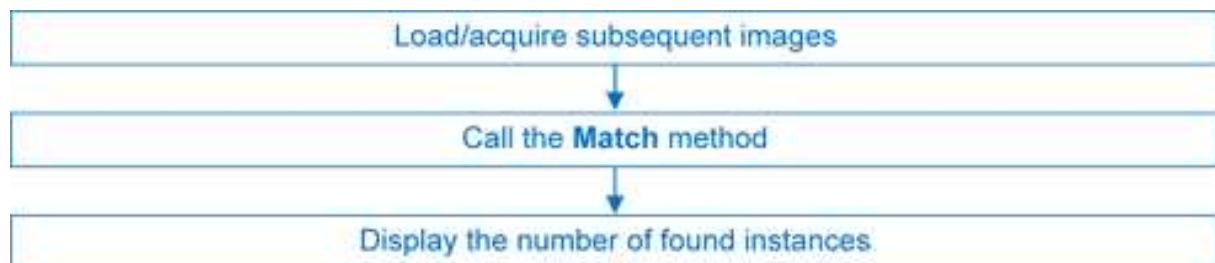 Load/acquire subsequent images
Call the Match method
Display the number of found instances